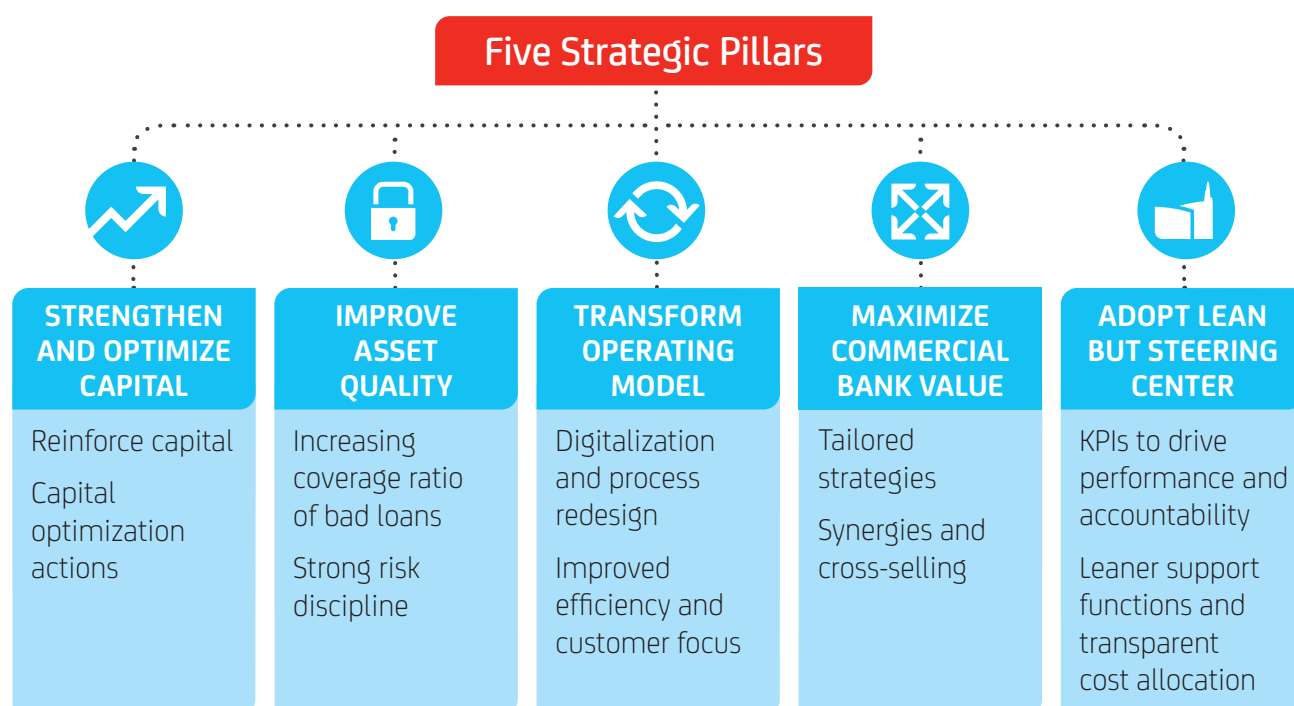 Five Strategic Pillars
STRENGTHEN
AND OPTIMIZE
CAPITAL
Reinforce capital
Capital
optimization
actions
IMPROVE
ASSET
QUALITY
Increasing
coverage ratio
of bad loans
Strong risk
discipline
TRANSFORM
OPERATING
MODEL
Digitalization
and process
redesign
Improved
efficiency and
customer focus
MAXIMIZE
COMMERCIAL
BANK VALUE
Tailored
strategies
Synergies and
cross-selling
ADOPT LEAN
BUT STEERING
CENTER
KPIs to drive
performance and
accountability
Leaner support
functions and
transparent
cost allocation